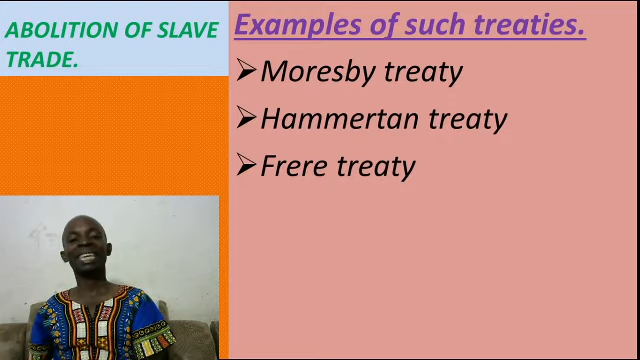 ABOLITION OF SLAVE
TRADE.
Examples of such treaties.
Moresby treaty
Hammertan treaty
Frere treaty